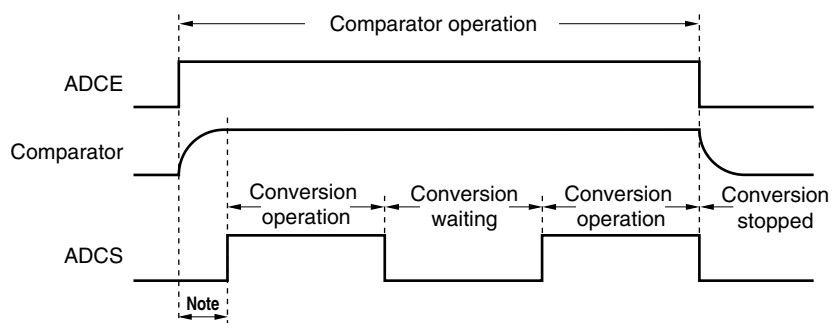 Comparator operation
ADCE
Comparator
Conversion operation
Conversion waiting
Conversion operation
Conversion stopped
ADCS
Note